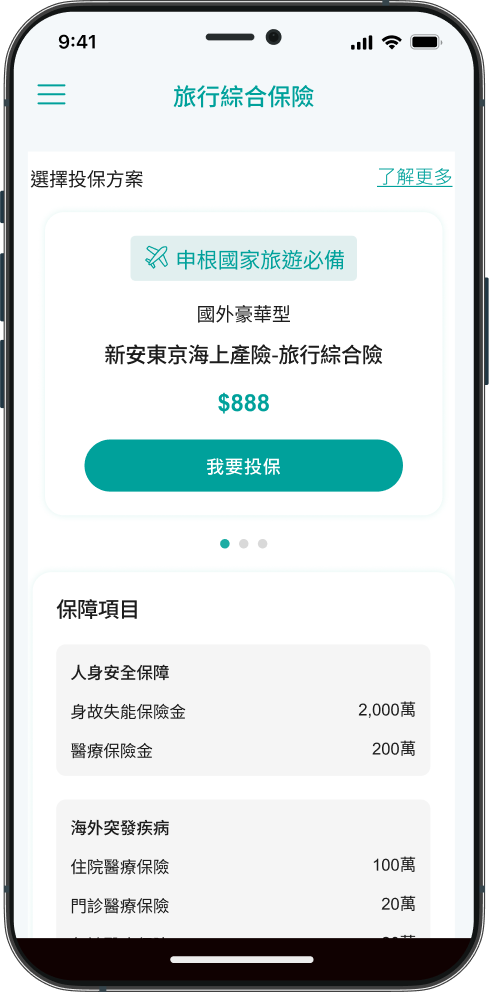 9:41
旅行綜合保險
選擇投保方案 了解更多
申根國家旅遊必備
國外豪華型
新安東京海上產險-旅行綜合險
$888
我要投保
保障項目
人身安全保障
身故失能保險金 2,000萬
醫療保險金 200萬
海外突發疾病
住院醫療保險 100萬
門診醫療保險 20萬